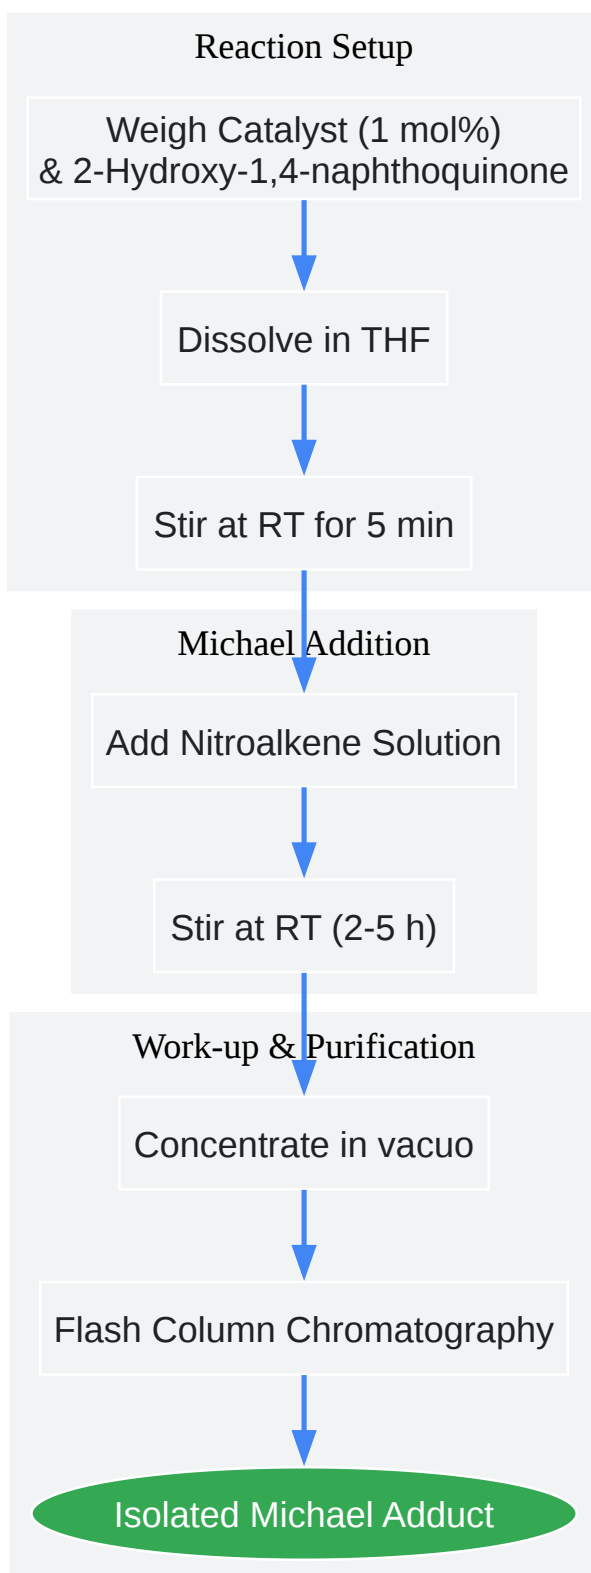 Reaction Setup
Weigh Catalyst (1 mol%)
& 2-Hydroxy-1,4-naphthoquinone
Dissolve in THF
Stir at RT for 5 min
Michael Addition
Add Nitroalkene Solution
Stir at RT (2-5 h)
Work-up & Purification
Concentrate in vacuo
Flash Column Chromatography
Isolated Michael Adduct